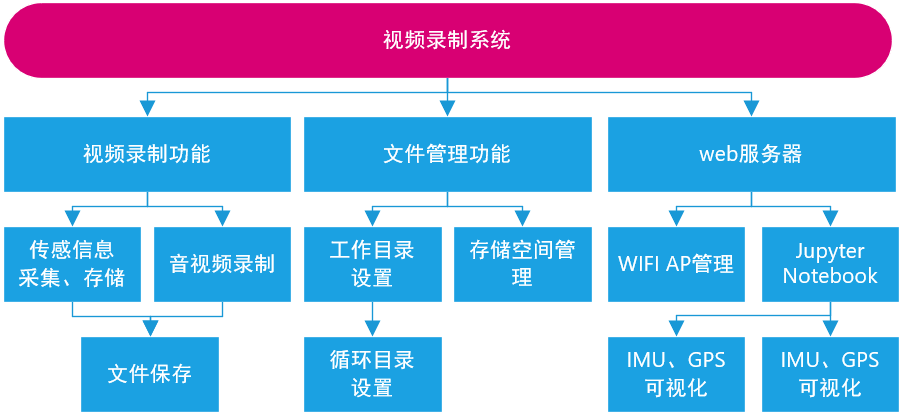 视频录制系统
视频录制功能
文件管理功能
web服务器
传感信息
采集、存储
音视频录制
工作目录
设置
存储空间管
理
WIFI AP管理
Jupyter
Notebook
文件保存
循环目录
设置
IMU、GPS
可视化
IMU、GPS
可视化